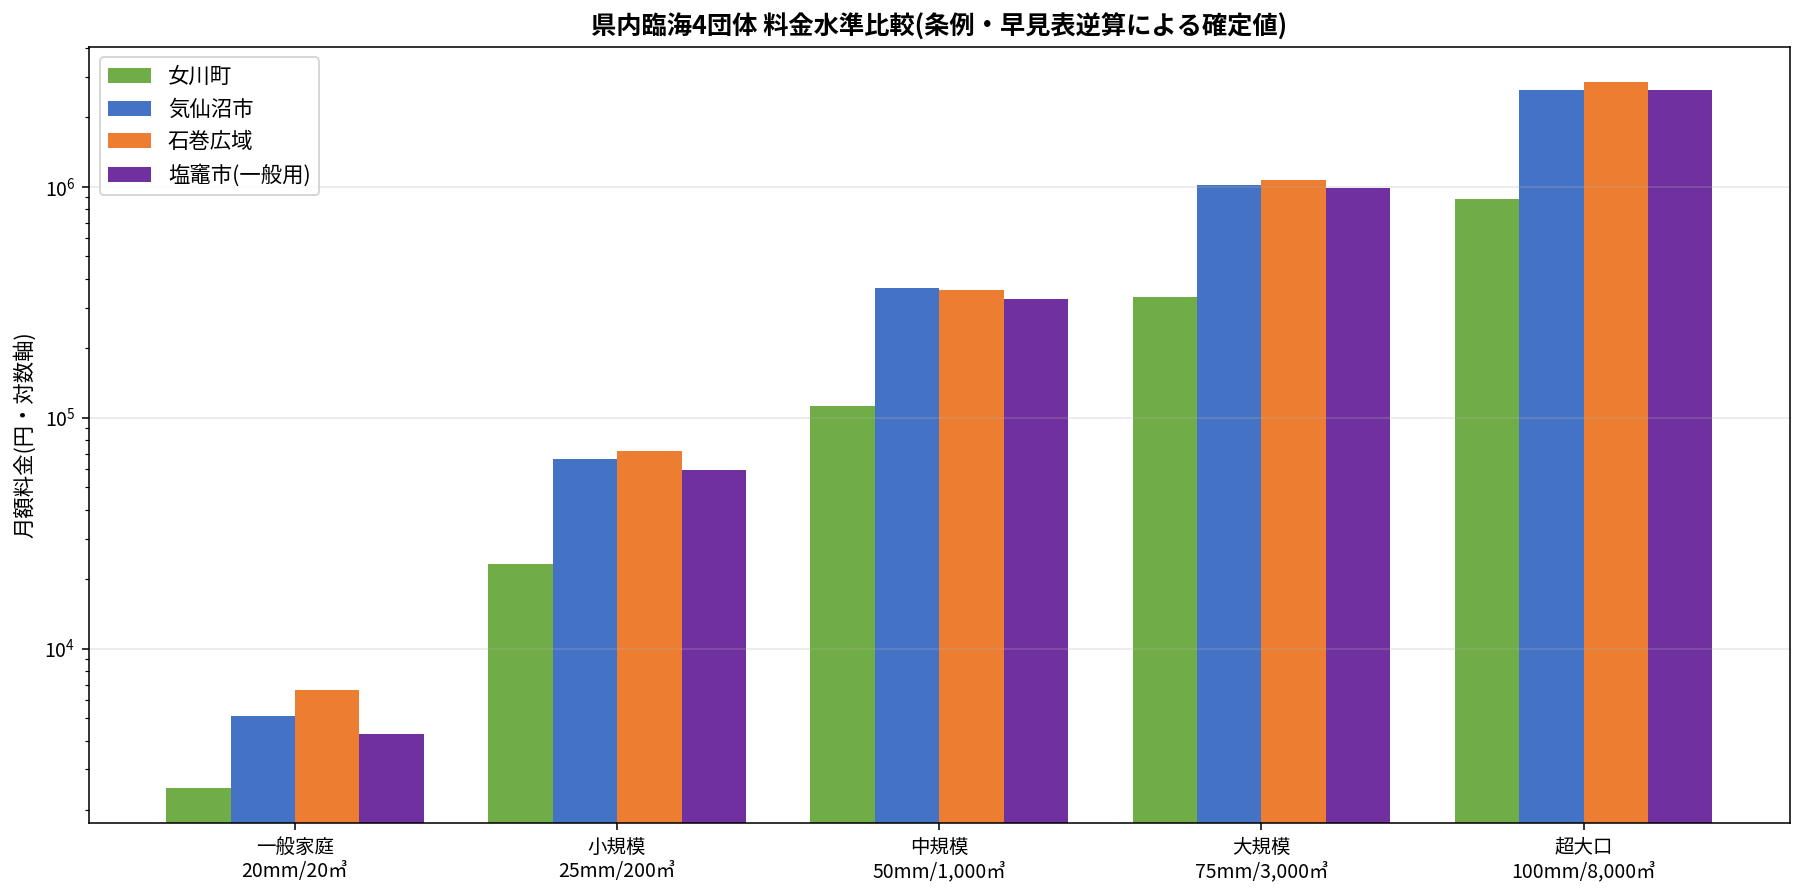 県内臨海4団体 料金水準比較(条例・早見表逆算による確定値)
女川町
気仙沼市
石巻広域
塩竈市(一般用)
月額料金(円・対数軸)
10⁶
10⁵
10⁴
一般家庭
20mm/20㎥
小規模
25mm/200㎥
中規模
50mm/1,000㎥
大規模
75mm/3,000㎥
超大口
100mm/8,000㎥